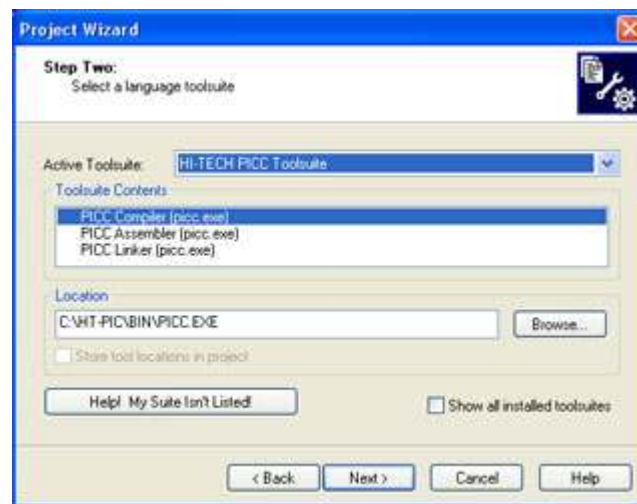 Project Wizard
Step Two:
Select a language toolsuite
Active Toolsuite: HI-TECH PICC Toolsuite
Toolsuite Contents
PICC Compiler (picc.exe)
PICC Assembler (picc.exe)
PICC Linker (picc.exe)
Location
C:\HT-PIC\BIN\PICC.EXE Browse...
Store tool locations in project
Help! My Suite Isn't Listed! Show all installed toolsuites
< Back Next > Cancel Help